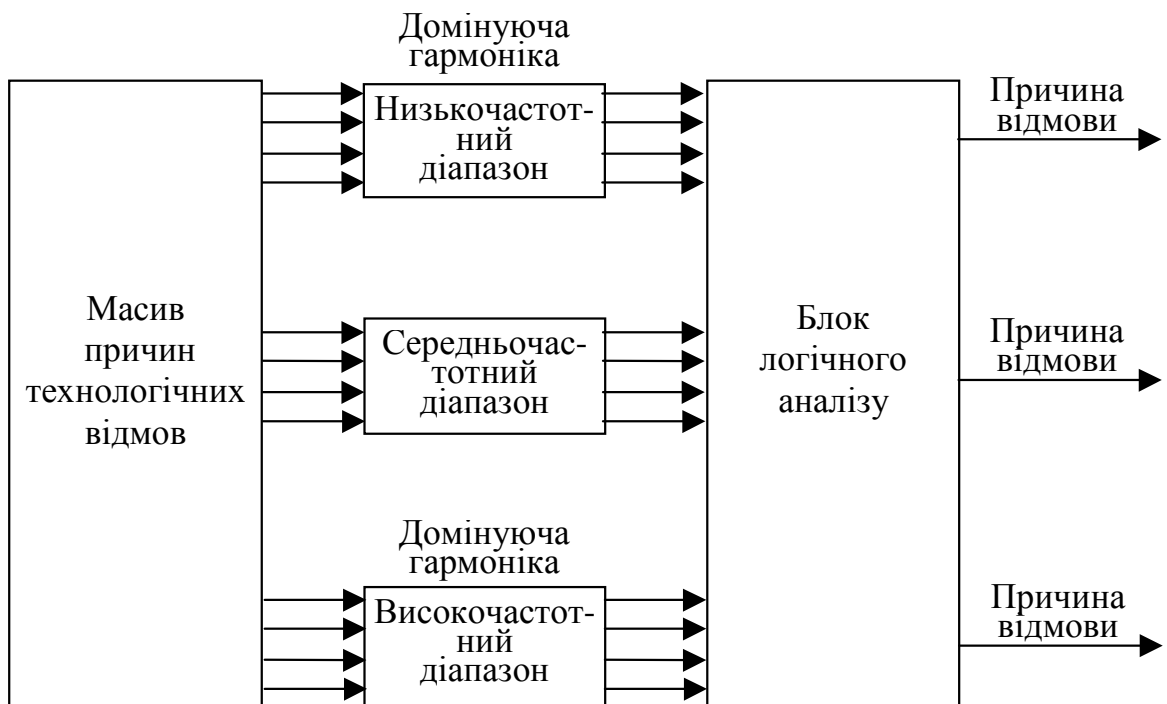 Домінуюча
гармоніка
Низькочастот-
ний
діапазон
Причина
відмови
Масив
причин
технологічних
відмов
Середньочас-
тотний
діапазон
Блок
логічного
аналізу
Причина
відмови
Домінуюча
гармоніка
Високочастот-
ний
діапазон
Причина
відмови